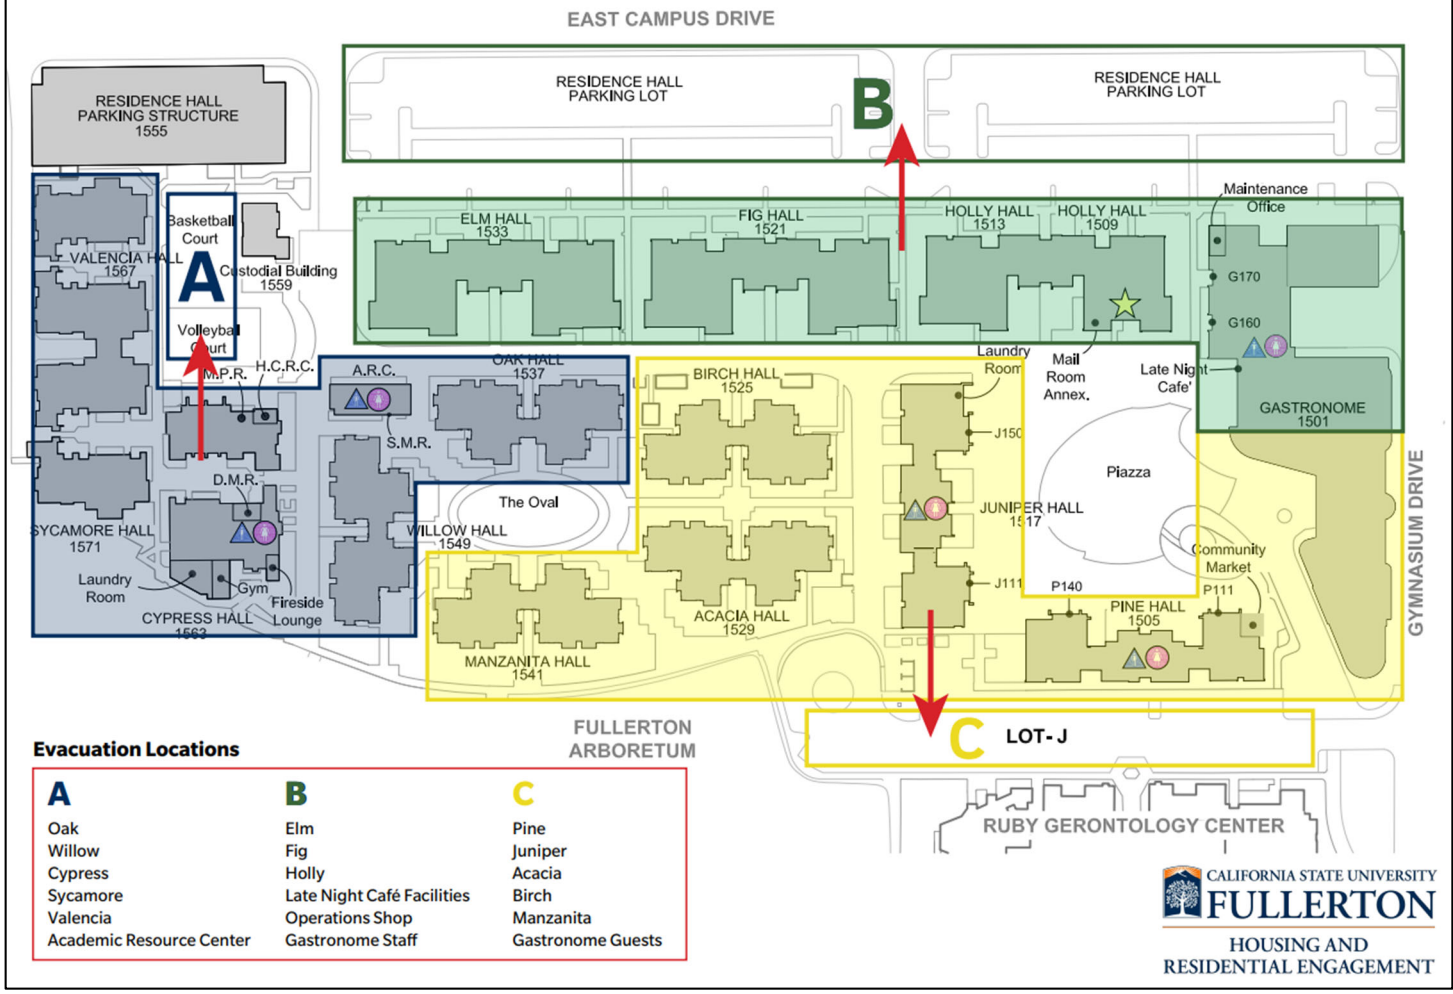 EAST CAMPUS DRIVE
RESIDENCE HALL
PARKING LOT
RESIDENCE HALL
PARKING LOT
B
RESIDENCE HALL
PARKING STRUCTURE
1555
Basketball
Court
A
Volleyball
Court
Custodial Building
1559
VALENCIA HALL
1567
ELM HALL
1533
FIG HALL
1521
HOLLY HALL
1513
HOLLY HALL
1509
Maintenance
Office
G170
G160
Late Night
Cafe'
GASTRONOME
1501
Mail
Room
Annex.
Laundry
Room
M.P.R.
H.C.R.C.
A.R.C.
S.M.R.
OAK HALL
1537
BIRCH HALL
1525
J150
Piazza
GYMNASIUM DRIVE
D.M.R.
The Oval
JUNIPER HALL
1517
SYCAMORE HALL
1571
WILLOW HALL
1549
Community
Market
Laundry
Room
Gym
Fireside
Lounge
CYPRESS HALL
1563
J111
P140
P111
PINE HALL
1505
ACACIA HALL
1529
MANZANITA HALL
1541
FULLERTON
ARBORETUM
C
LOT-J
RUBY GERONTOLOGY CENTER
Evacuation Locations
A
Oak
Willow
Cypress
Sycamore
Valencia
Academic Resource Center
B
Elm
Fig
Holly
Late Night Café Facilities
Operations Shop
Gastronome Staff
C
Pine
Juniper
Acacia
Birch
Manzanita
Gastronome Guests
CALIFORNIA STATE UNIVERSITY
FULLERTON
HOUSING AND
RESIDENTIAL ENGAGEMENT